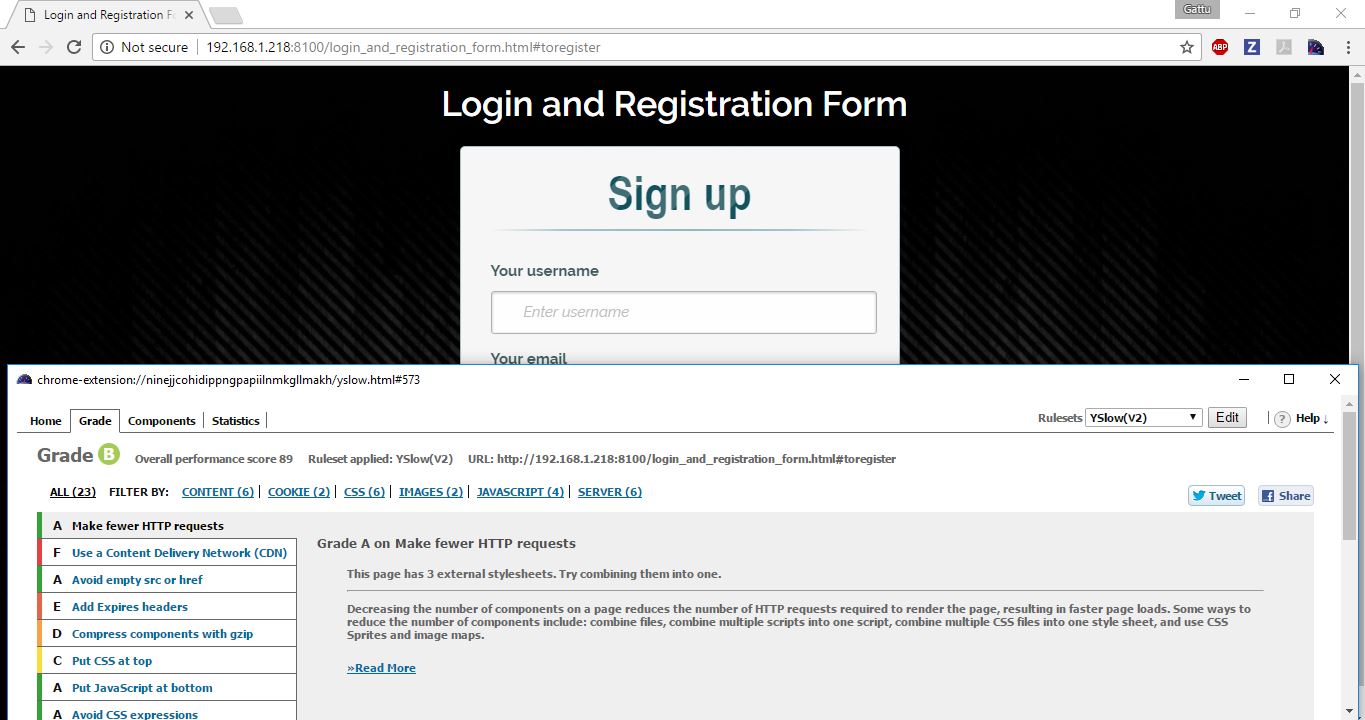 Login and Registration Fo
Gattu
Not secure
192.168.1.218:8100/login_and_registration_form.html#toregister
ABP
Z
Login and Registration Form
Sign up
Your username
Enter username
Your email
chrome-extension://ninejjcohidippngpapiilnmkgllmakh/yslow.html#573
Home Grade Components Statistics
Rulesets YSlow(V2) Edit ? Help ↓
Grade B Overall performance score 89 Ruleset applied: YSlow(V2) URL: http://192.168.1.218:8100/login_and_registration_form.html#toregister
ALL (23) FILTER BY: CONTENT (6) COOKIE (2) CSS (6) IMAGES (2) JAVASCRIPT (4) SERVER (6)
Tweet Share
A Make fewer HTTP requests
F Use a Content Delivery Network (CDN)
A Avoid empty src or href
E Add Expires headers
D Compress components with gzip
C Put CSS at top
A Put JavaScript at bottom
A Avoid CSS expressions
Grade A on Make fewer HTTP requests
This page has 3 external stylesheets. Try combining them into one.
Decreasing the number of components on a page reduces the number of HTTP requests required to render the page, resulting in faster page loads. Some ways to
reduce the number of components include: combine files, combine multiple scripts into one script, combine multiple CSS files into one style sheet, and use CSS
Sprites and image maps.
»Read More